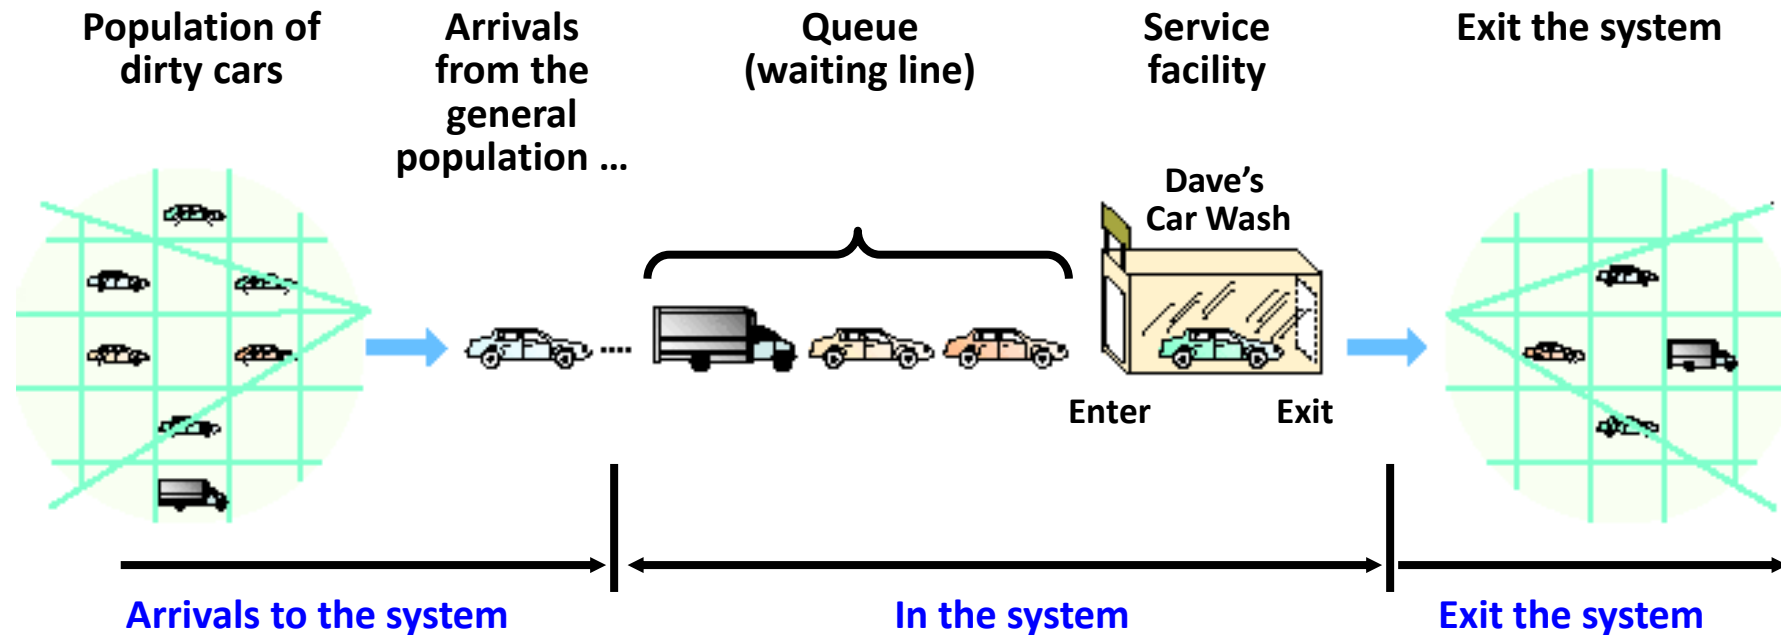 Population of
dirty cars
Arrivals
from the
general
population ...
Queue
(waiting line)
Service
facility
Exit the system
Dave’s
Car Wash
Enter
Exit
Arrivals to the system
In the system
Exit the system